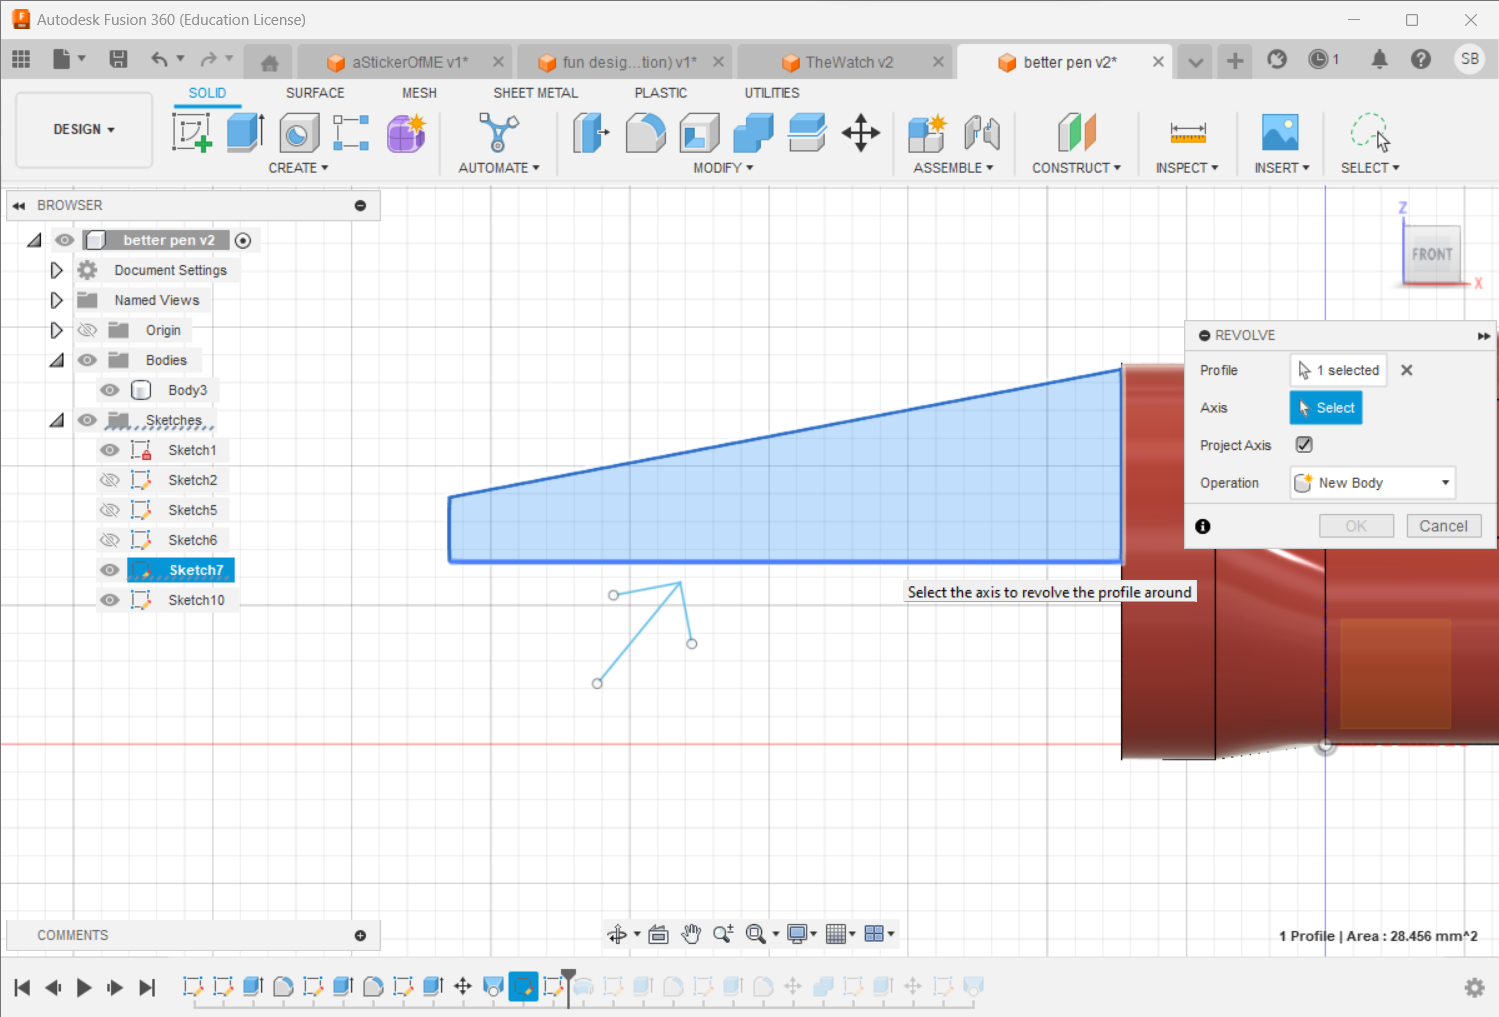 Autodesk Fusion 360 (Education License)
aStickerOfME v1*
fun desig...tion) v1*
TheWatch v2
better pen v2*
1
SB
SOLID
SURFACE
MESH
SHEET METAL
PLASTIC
UTILITIES
DESIGN
CREATE
AUTOMATE
MODIFY
ASSEMBLE
CONSTRUCT
INSPECT
INSERT
SELECT
BROWSER
better pen v2
Document Settings
Named Views
Origin
Bodies
Body3
Sketches
Sketch1
Sketch2
Sketch5
Sketch6
Sketch7
Sketch10
Z
FRONT
X
REVOLVE
Profile 1 selected
Axis Select
Project Axis
Operation New Body
OK Cancel
Select the axis to revolve the profile around
COMMENTS
1 Profile | Area : 28.456 mm^2